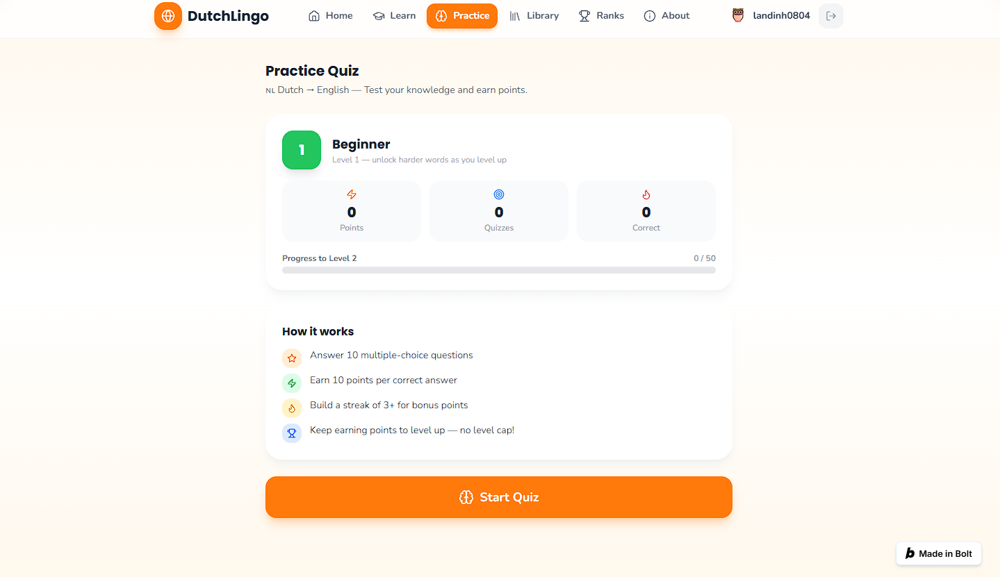 DutchLingo Home Learn Practice Library Ranks About landinh0804
Practice Quiz
NL Dutch → English — Test your knowledge and earn points.
1
Beginner
Level 1 — unlock harder words as you level up
0 0 0
Points Quizzes Correct
Progress to Level 2 0 / 50
How it works
Answer 10 multiple-choice questions
Earn 10 points per correct answer
Build a streak of 3+ for bonus points
Keep earning points to level up — no level cap!
Start Quiz
b Made in Bolt